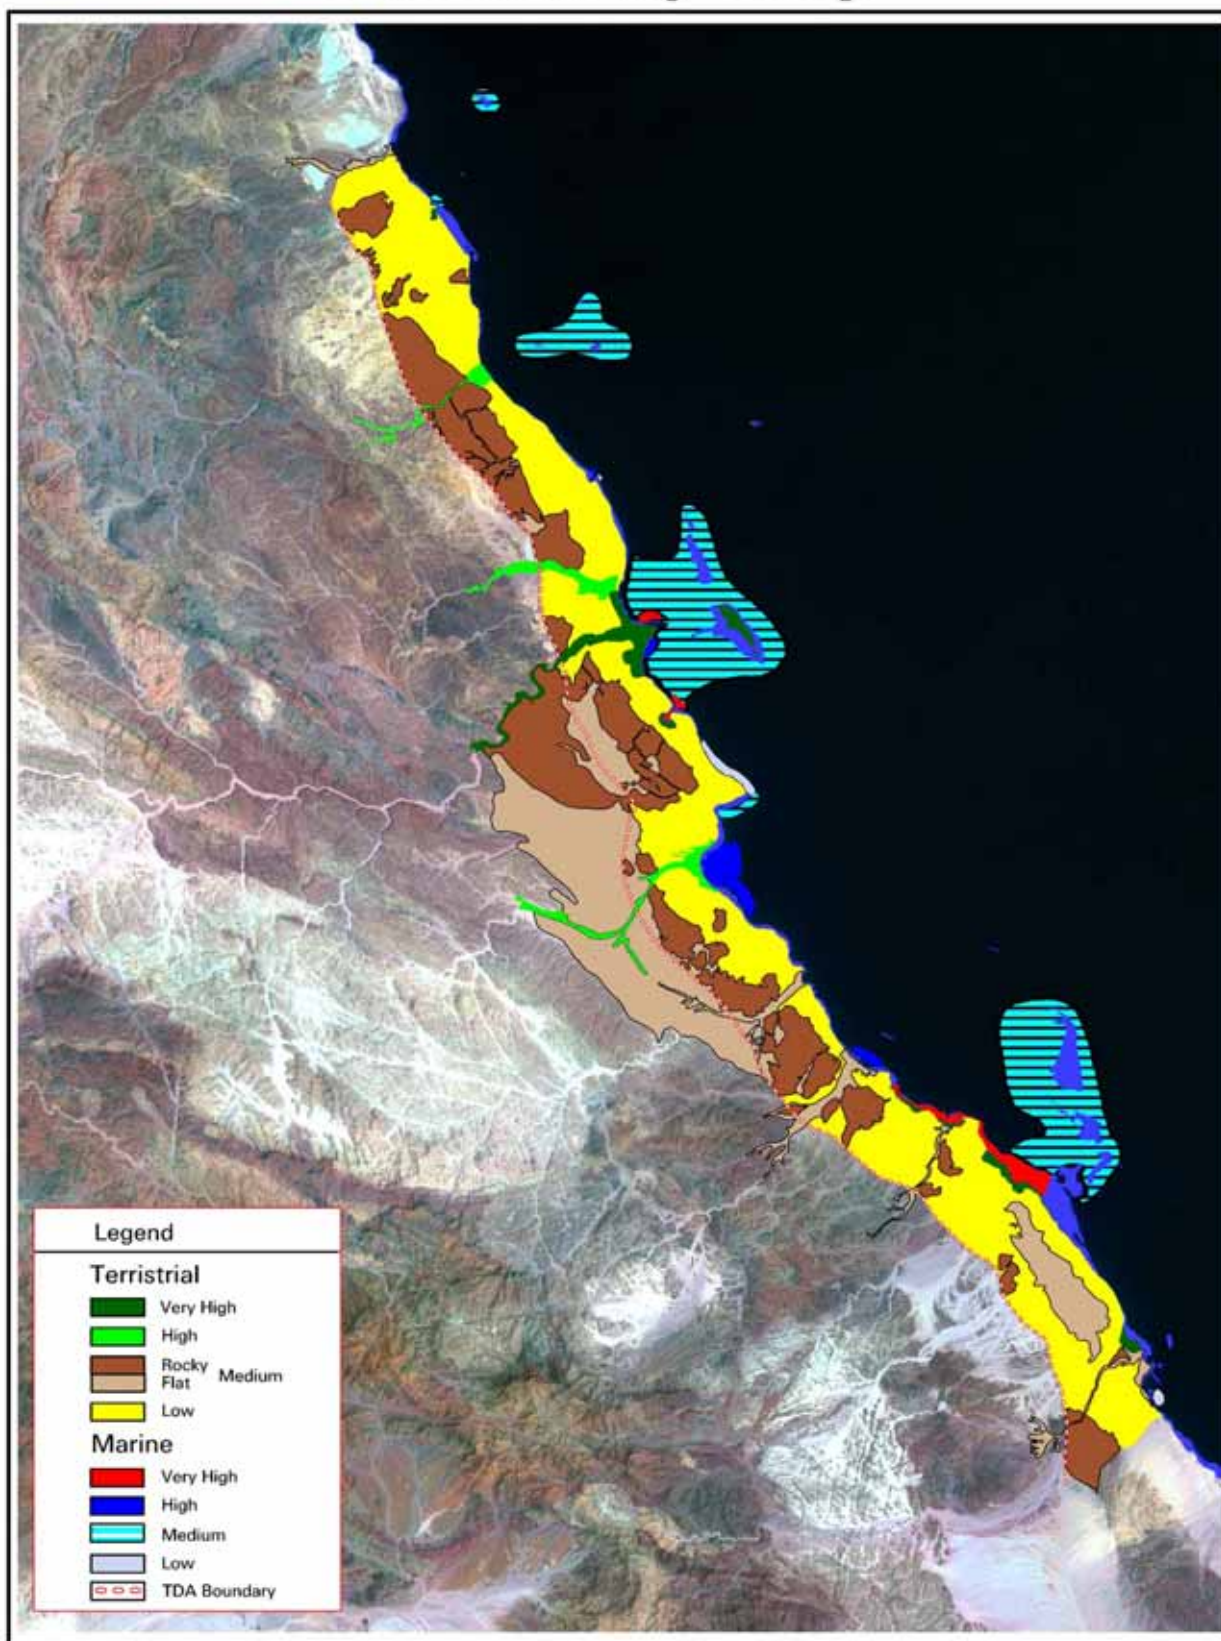 Legend
Terristrial
Very High
High
Rocky
Flat
Medium
Low
Marine
Very High
High
Medium
Low
TDA Boundary